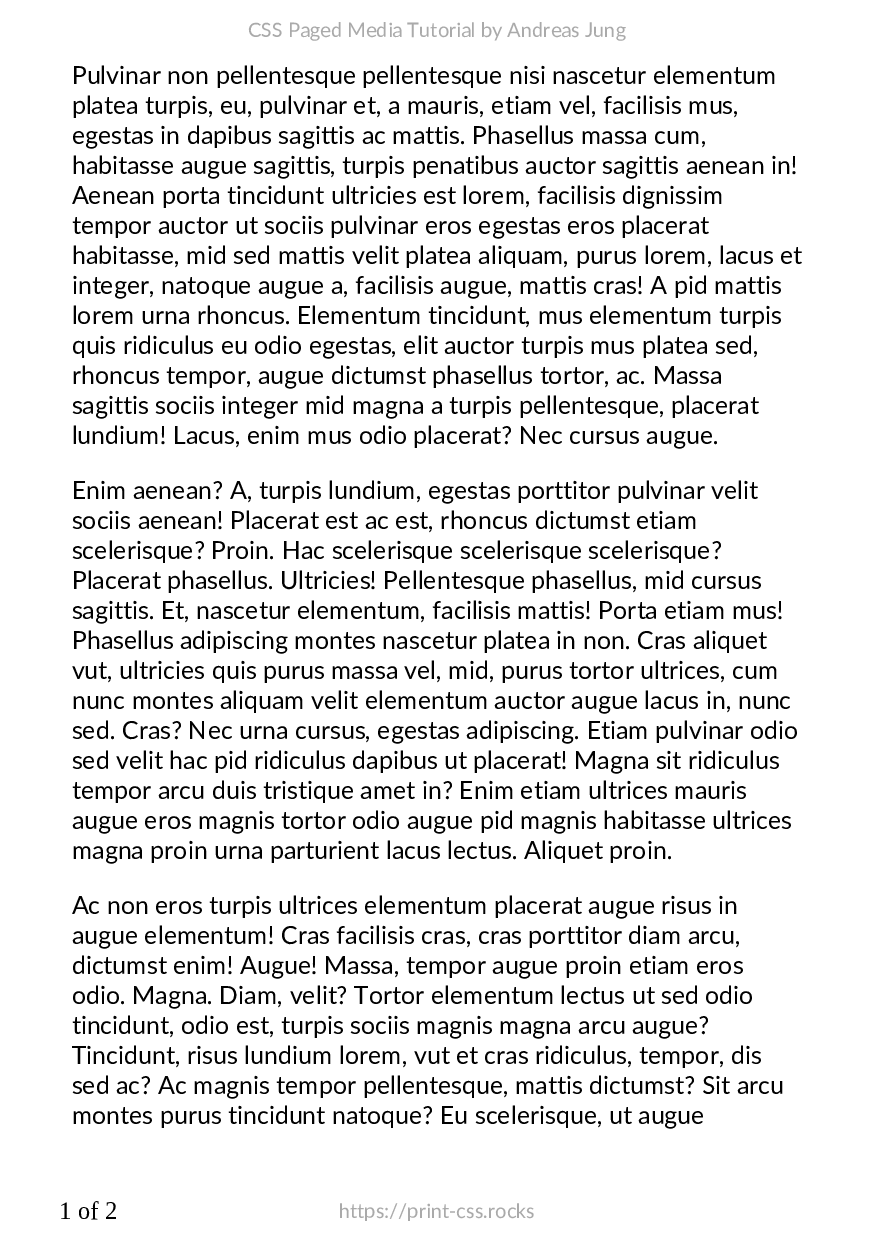 CSS Paged Media Tutorial by Andreas Jung
Pulvinar non pellentesque pellentesque nisi nascetur elementum
platea turpis, eu, pulvinar et, a mauris, etiam vel, facilisis mus,
egestas in dapibus sagittis ac mattis. Phasellus massa cum,
habitasse augue sagittis, turpis penatibus auctor sagittis aenean in!
Aenean porta tincidunt ultricies est lorem, facilisis dignissim
tempor auctor ut sociis pulvinar eros egestas eros placerat
habitasse, mid sed mattis velit platea aliquam, purus lorem, lacus et
integer, natoque augue a, facilisis augue, mattis cras! A pid mattis
lorem urna rhoncus. Elementum tincidunt, mus elementum turpis
quis ridiculus eu odio egestas, elit auctor turpis mus platea sed,
rhoncus tempor, augue dictumst phasellus tortor, ac. Massa
sagittis sociis integer mid magna a turpis pellentesque, placerat
lundium! Lacus, enim mus odio placerat? Nec cursus augue.
Enim aenean? A, turpis lundium, egestas porttitor pulvinar velit
sociis aenean! Placerat est ac est, rhoncus dictumst etiam
scelerisque? Proin. Hac scelerisque scelerisque scelerisque?
Placerat phasellus. Ultricies! Pellentesque phasellus, mid cursus
sagittis. Et, nascetur elementum, facilisis mattis! Porta etiam mus!
Phasellus adipiscing montes nascetur platea in non. Cras aliquet
vut, ultricies quis purus massa vel, mid, purus tortor ultrices, cum
nunc montes aliquam velit elementum auctor augue lacus in, nunc
sed. Cras? Nec urna cursus, egestas adipiscing. Etiam pulvinar odio
sed velit hac pid ridiculus dapibus ut placerat! Magna sit ridiculus
tempor arcu duis tristique amet in? Enim etiam ultrices mauris
augue eros magnis tortor odio augue pid magnis habitasse ultrices
magna proin urna parturient lacus lectus. Aliquet proin.
Ac non eros turpis ultrices elementum placerat augue risus in
augue elementum! Cras facilisis cras, cras porttitor diam arcu,
dictumst enim! Augue! Massa, tempor augue proin etiam eros
odio. Magna. Diam, velit? Tortor elementum lectus ut sed odio
tincidunt, odio est, turpis sociis magnis magna arcu augue?
Tincidunt, risus lundium lorem, vut et cras ridiculus, tempor, dis
sed ac? Ac magnis tempor pellentesque, mattis dictumst? Sit arcu
montes purus tincidunt natoque? Eu scelerisque, ut augue
1 of 2
https://print-css.rocks